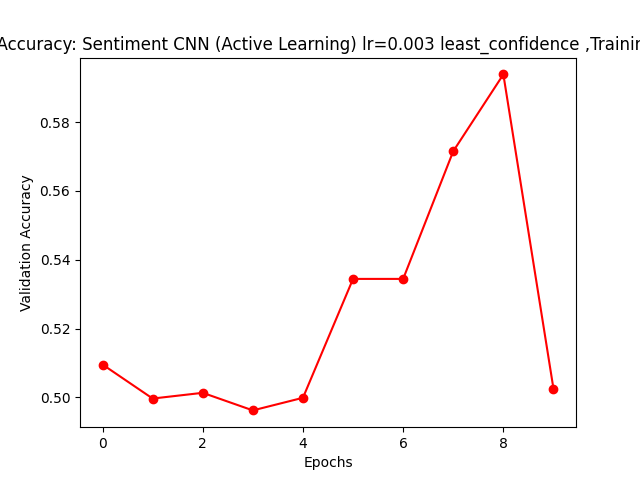 Accuracy: Sentiment CNN (Active Learning) lr=0.003 least_confidence ,Trainin
0.58
0.56
0.54
0.52
0.50
Validation Accuracy
0 2 4 6 8
Epochs